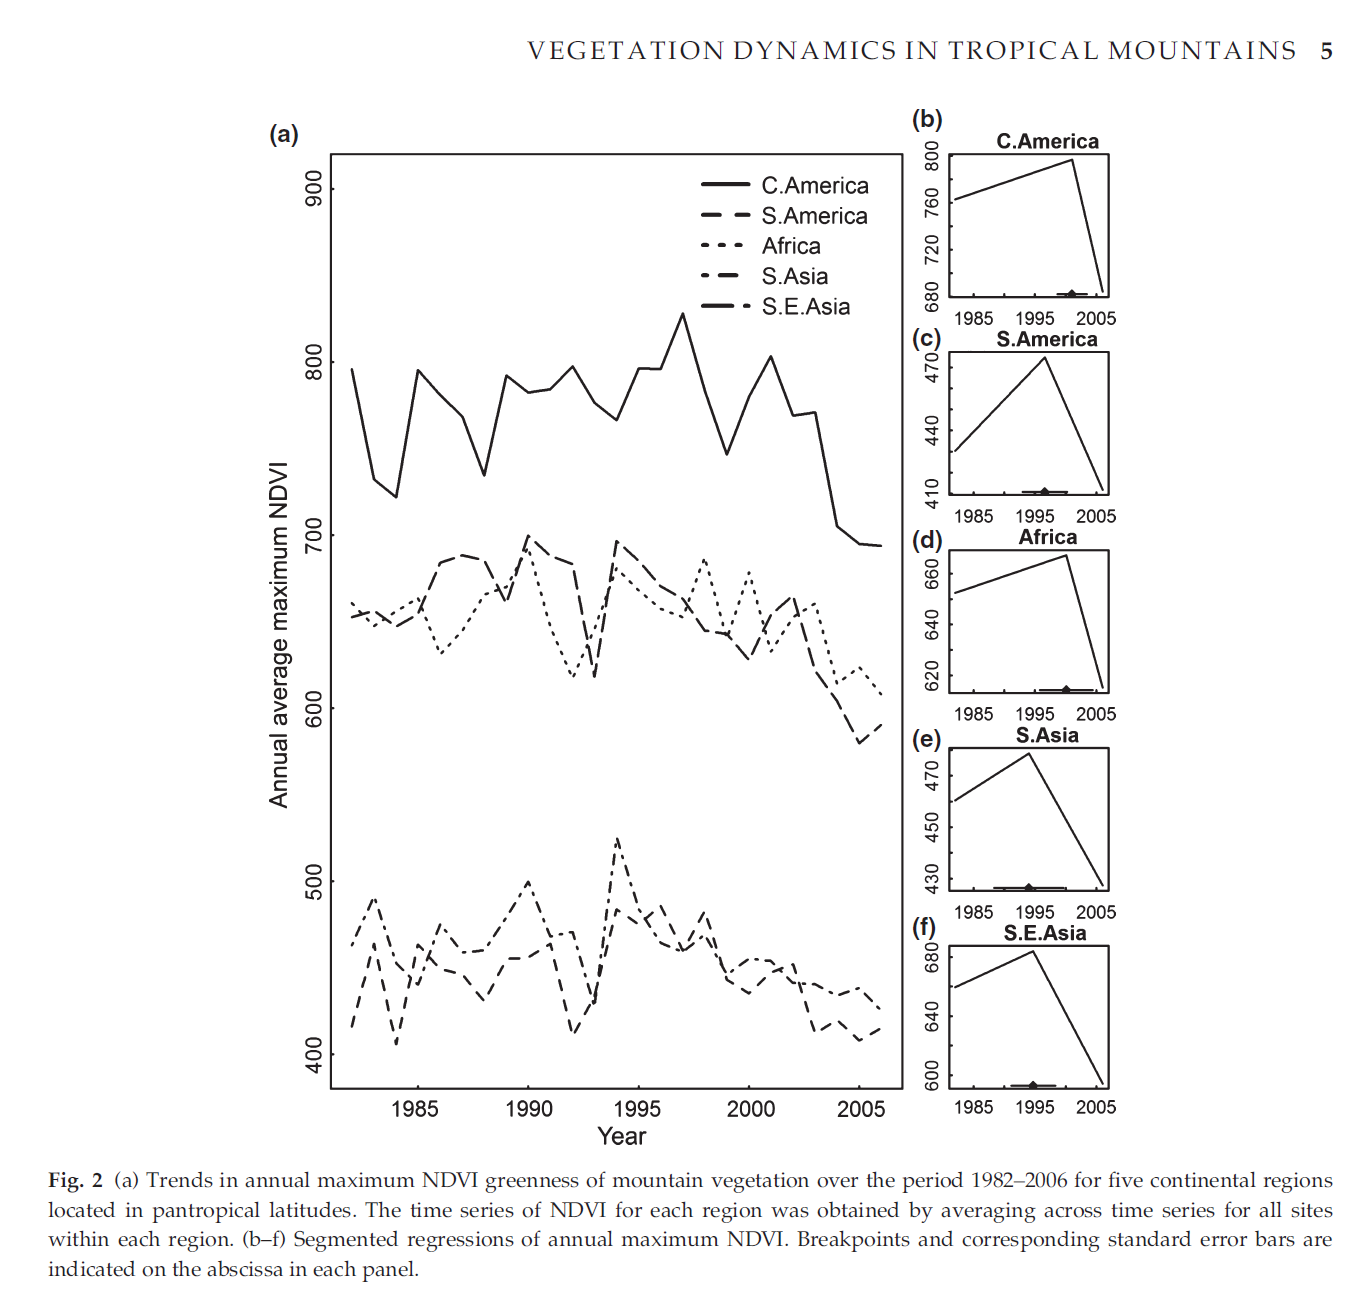 VEGETATION DYNAMICS IN TROPICAL MOUNTAINS 5
(a)
900
800
700
600
500
400
Annual average maximum NDVI
C.America
S.America
Africa
S.Asia
S.E.Asia
1985 1990 1995 2000 2005
Year
(b)
C.America
800
760
720
680
1985 1995 2005
(c)
S.America
470
440
410
1985 1995 2005
(d)
Africa
660
640
620
1985 1995 2005
(e)
S.Asia
470
450
430
1985 1995 2005
(f)
S.E.Asia
680
640
600
1985 1995 2005
Fig. 2 (a) Trends in annual maximum NDVI greenness of mountain vegetation over the period 1982–2006 for five continental regions
located in pantropical latitudes. The time series of NDVI for each region was obtained by averaging across time series for all sites
within each region. (b–f) Segmented regressions of annual maximum NDVI. Breakpoints and corresponding standard error bars are
indicated on the abscissa in each panel.